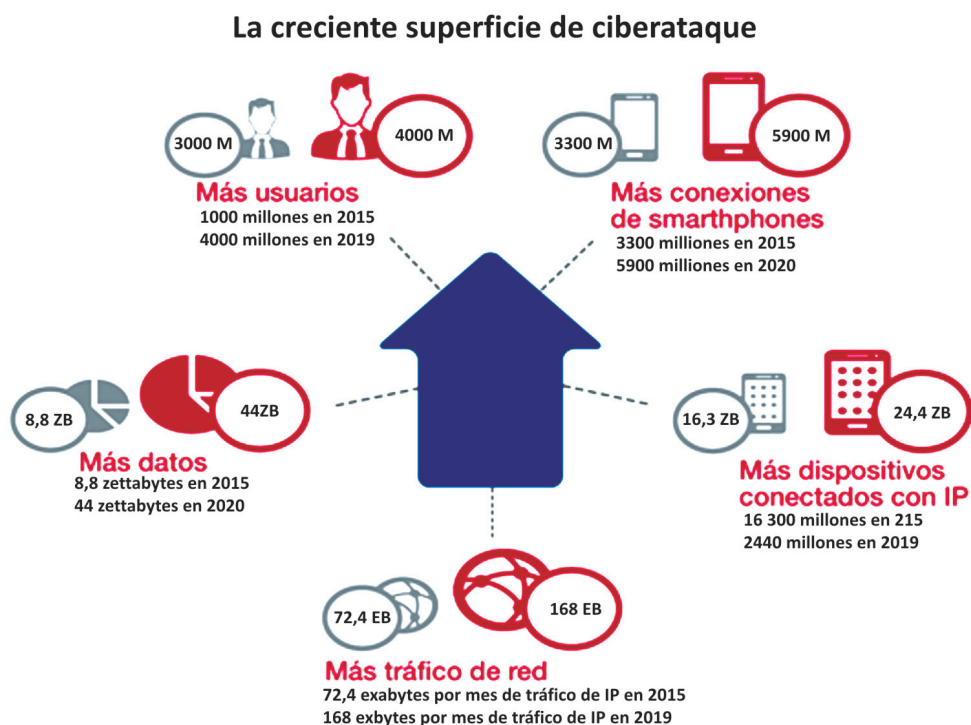 La creciente superficie de ciberataque
3000 M
4000 M
Más usuarios
1000 millones en 2015
4000 millones en 2019
3300 M
5900 M
Más conexiones
de smarthphones
3300 milliones en 2015
5900 milliones en 2020
8,8 ZB
44ZB
Más datos
8,8 zettabytes en 2015
44 zettabytes en 2020
16,3 ZB
24,4 ZB
Más dispositivos
conectados con IP
16 300 millones en 215
2440 millones en 2019
72,4 EB
168 EB
Más tráfico de red
72,4 exabytes por mes de tráfico de IP en 2015
168 exbytes por mes de tráfico de IP en 2019